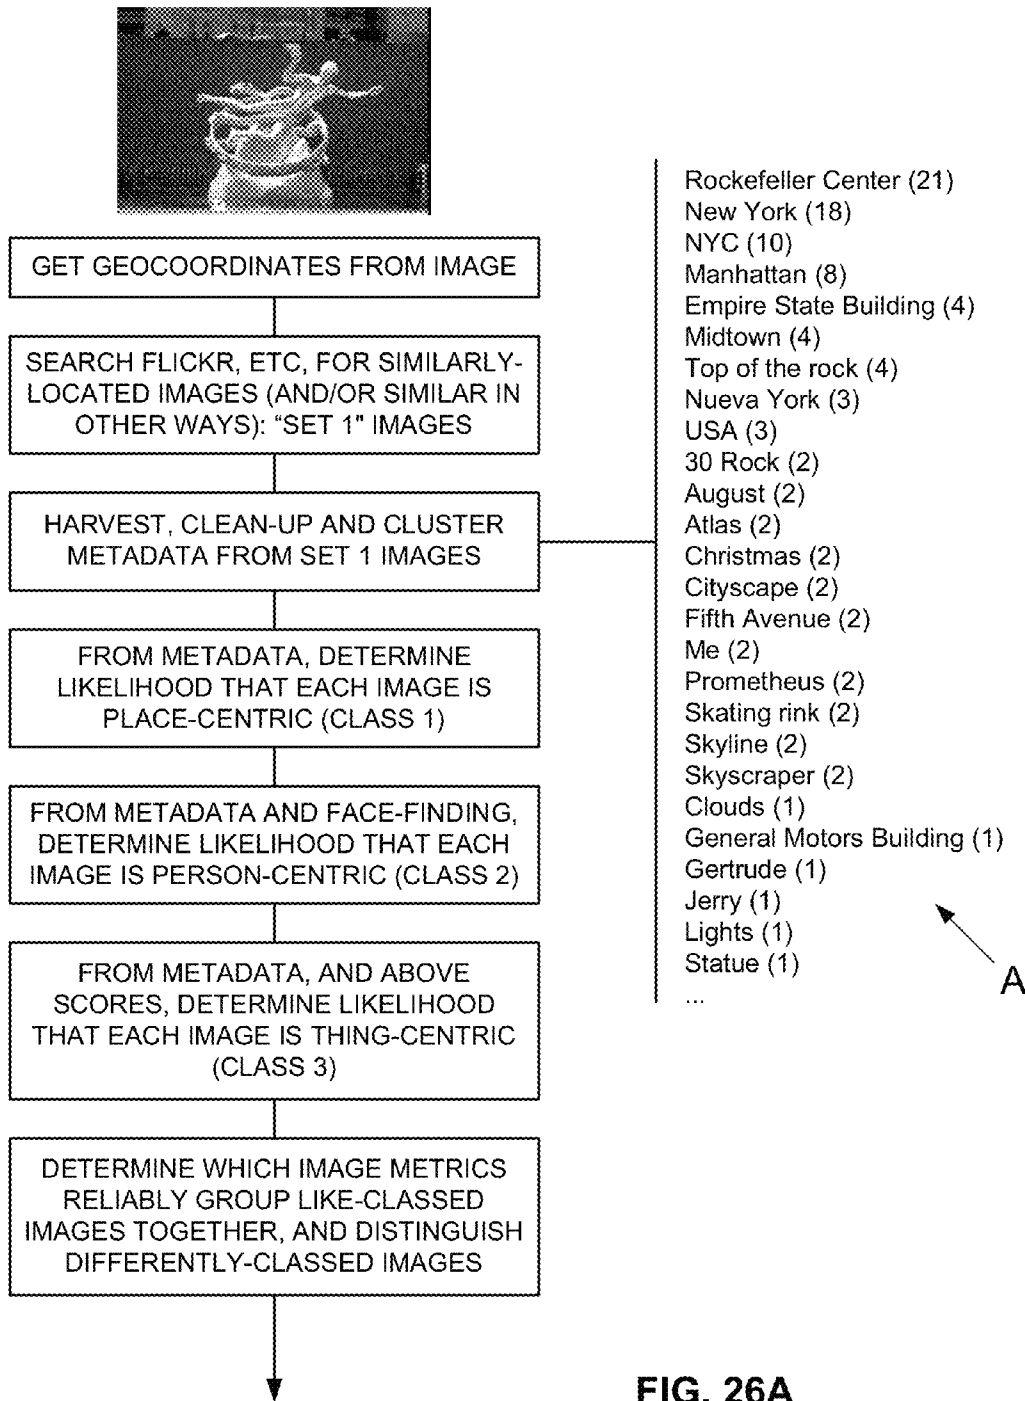 GET GEOCOORDINATES FROM IMAGE
SEARCH FLICKR, ETC, FOR SIMILARLY-
LOCATED IMAGES (AND/OR SIMILAR IN
OTHER WAYS): “SET 1" IMAGES
HARVEST, CLEAN-UP AND CLUSTER
METADATA FROM SET 1 IMAGES
FROM METADATA, DETERMINE
LIKELIHOOD THAT EACH IMAGE IS
PLACE-CENTRIC (CLASS 1)
FROM METADATA AND FACE-FINDING,
DETERMINE LIKELIHOOD THAT EACH
IMAGE IS PERSON-CENTRIC (CLASS 2)
FROM METADATA, AND ABOVE
SCORES, DETERMINE LIKELIHOOD
THAT EACH IMAGE IS THING-CENTRIC
(CLASS 3)
DETERMINE WHICH IMAGE METRICS
RELIABLY GROUP LIKE-CLASSED
IMAGES TOGETHER, AND DISTINGUISH
DIFFERENTLY-CLASSED IMAGES
Rockefeller Center (21)
New York (18)
NYC (10)
Manhattan (8)
Empire State Building (4)
Midtown (4)
Top of the rock (4)
Nueva York (3)
USA (3)
30 Rock (2)
August (2)
Atlas (2)
Christmas (2)
Cityscape (2)
Fifth Avenue (2)
Me (2)
Prometheus (2)
Skating rink (2)
Skyline (2)
Skyscraper (2)
Clouds (1)
General Motors Building (1)
Gertrude (1)
Jerry (1)
Lights (1)
Statue (1)
...
A
FIG. 26A